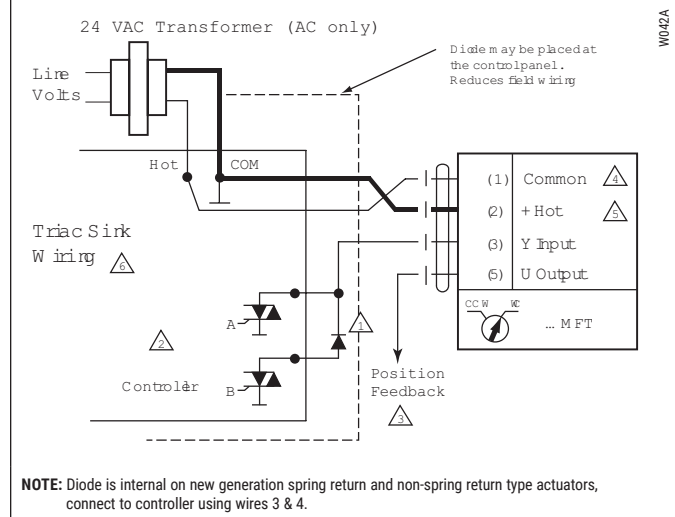 24 VAC Transformer (AC only)
W042A
Diode may be placed at
the control panel.
Reduces field wiring
Line
Volts
Hot
COM
(1) Common 4
(2) + Hot 5
(3) Y Input
(5) U Output
Triac Sink
Wiring 6
A
1
CCW
... MFT
2
Controller
B
Position
Feedback
3
NOTE: Diode is internal on new generation spring return and non-spring return type actuators,
connect to controller using wires 3 & 4.